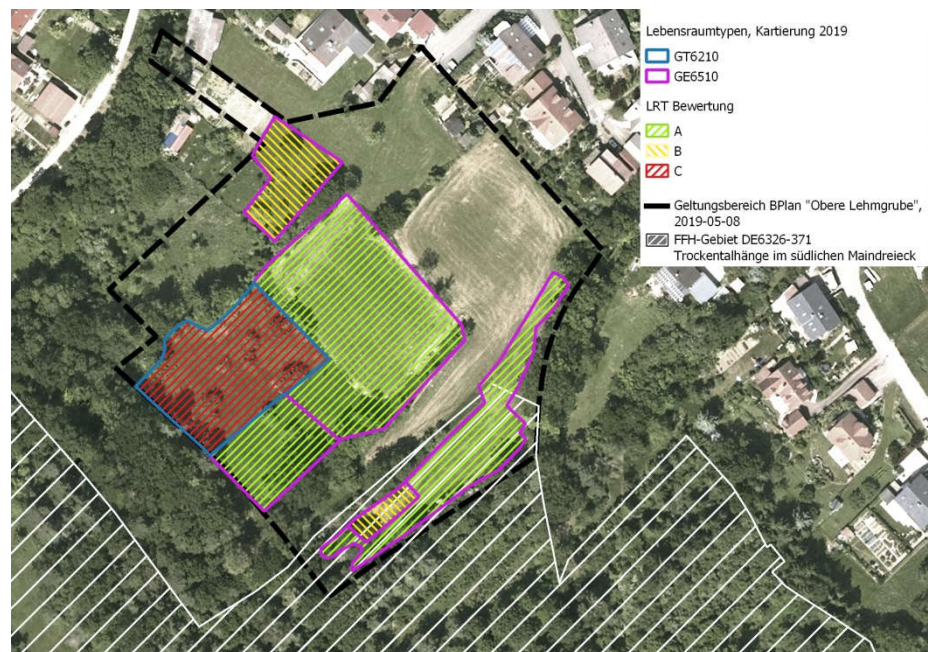 Lebensraumtypen, Kartierung 2019
GT6210
GE6510
LRT Bewertung
A
B
C
Geltungsbereich BPlan "Obere Lehmgrube",
2019-05-08
FFH-Gebiet DE6326-371
Trockentalhänge im südlichen Maindreieck